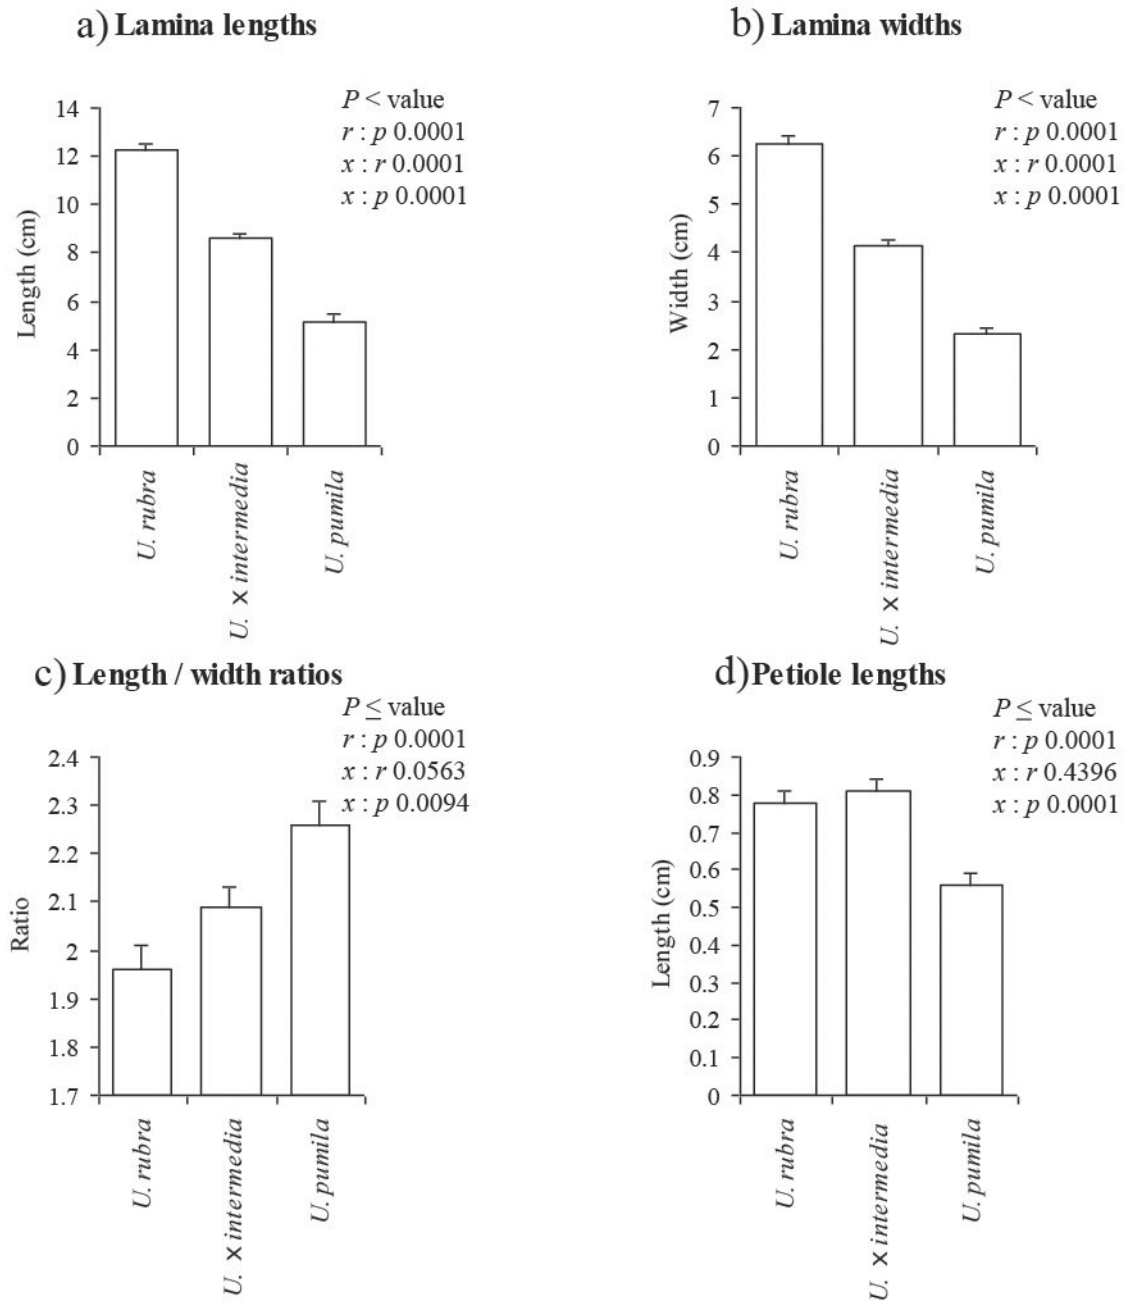 a) Lamina lengths
P < value
r : p 0.0001
x : r 0.0001
x : p 0.0001
14
12
10
8
6
4
2
0
Length (cm)
U. rubra
U. × intermedia
U. pumila
b) Lamina widths
P < value
r : p 0.0001
x : r 0.0001
x : p 0.0001
7
6
5
4
3
2
1
0
Width (cm)
U. rubra
U. × intermedia
U. pumila
c) Length / width ratios
P ≤ value
r : p 0.0001
x : r 0.0563
x : p 0.0094
2.4
2.3
2.2
2.1
2
1.9
1.8
1.7
Ratio
U. rubra
U. × intermedia
U. pumila
d) Petiole lengths
P ≤ value
r : p 0.0001
x : r 0.4396
x : p 0.0001
0.9
0.8
0.7
0.6
0.5
0.4
0.3
0.2
0.1
0
Length (cm)
U. rubra
U. × intermedia
U. pumila